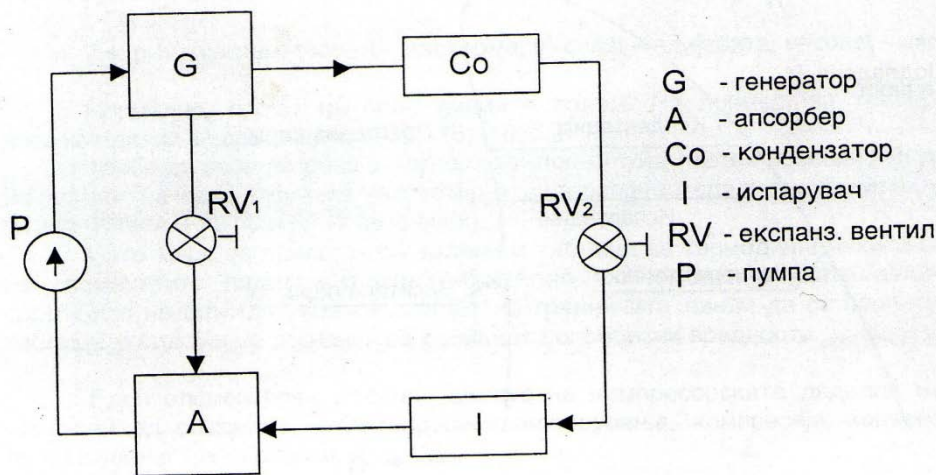 G
Co
P
RV1
RV2
A
I
G - генератор
A - апсорбер
Co - кондензатор
I - испарувач
RV - експанз. вентил
P - пумпа